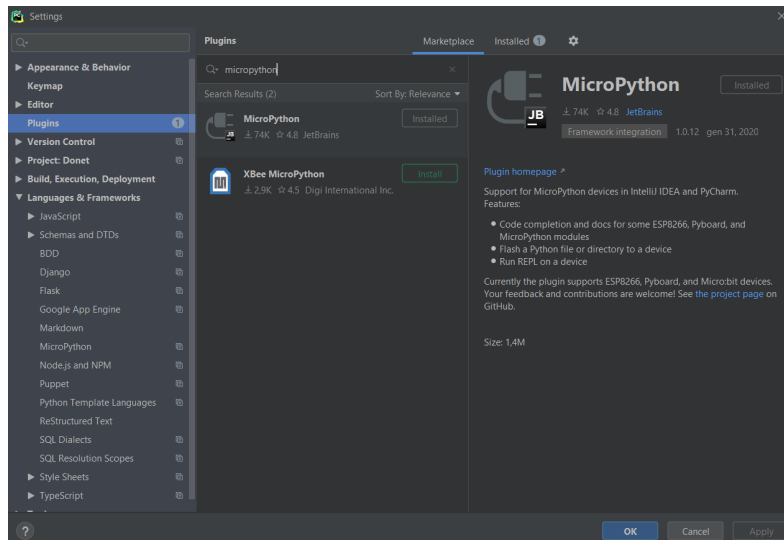 Settings
Plugins
Marketplace
Installed 1
micropython
Search Results (2)
Sort By: Relevance
MicroPython
74K 4.8 JetBrains
Installed
XBee MicroPython
2,9K 4.5 Digi International Inc.
Install
Appearance & Behavior
Keymap
Editor
Plugins 1
Version Control
Project: Donet
Build, Execution, Deployment
Languages & Frameworks
JavaScript
Schemas and DTDs
BDD
Django
Flask
Google App Engine
Markdown
MicroPython
Node.js and NPM
Puppet
Python Template Languages
ReStructured Text
SQL Dialects
SQL Resolution Scopes
Style Sheets
TypeScript
JB
MicroPython
Installed
74K 4.8 JetBrains
Framework integration 1.0.12 gen 31, 2020
Plugin homepage
Support for MicroPython devices in IntelliJ IDEA and PyCharm.
Features:
Code completion and docs for some ESP8266, Pyboard, and
MicroPython modules
Flash a Python file or directory to a device
Run REPL on a device
Currently the plugin supports ESP8266, Pyboard, and Micro:bit devices.
Your feedback and contributions are welcome! See the project page on
GitHub.
Size: 1,4M
?
OK
Cancel
Apply